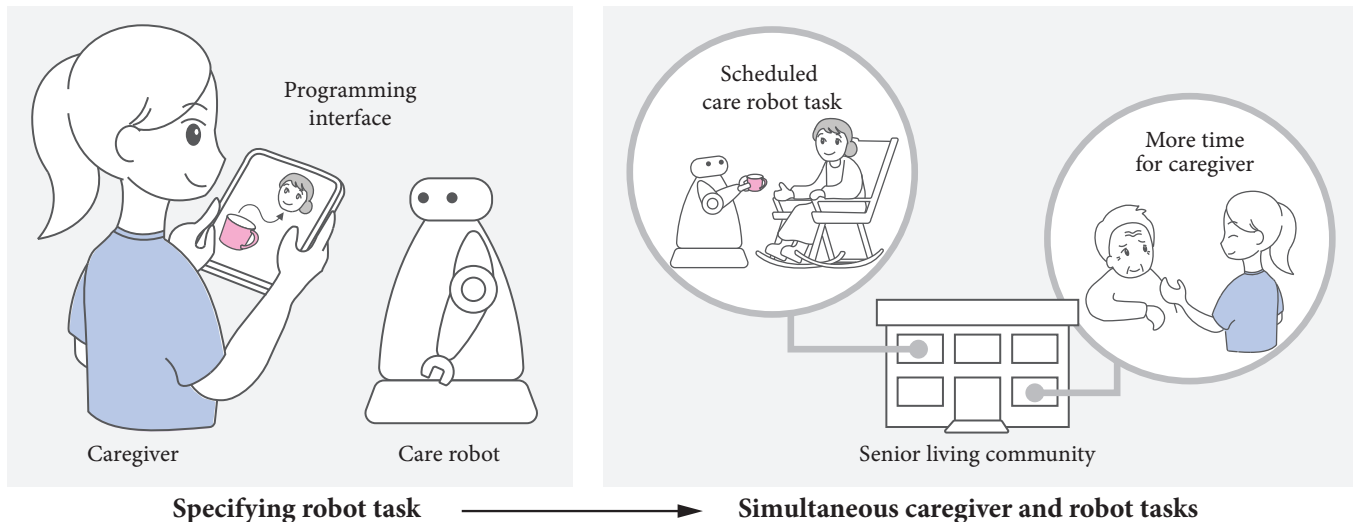 Programming
interface
Caregiver
Care robot
Specifying robot task
Scheduled
care robot task
More time
for caregiver
Senior living community
Simultaneous caregiver and robot tasks